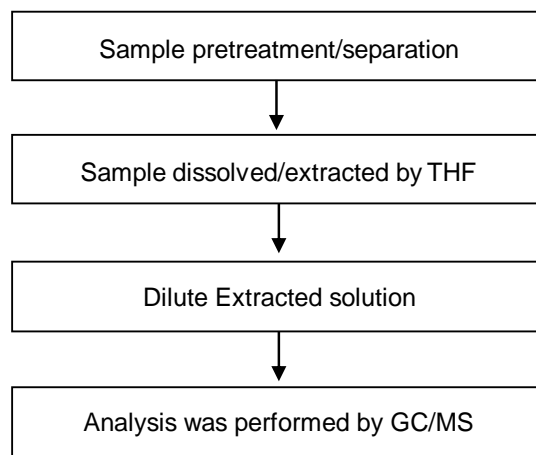 Sample pretreatment/separation
Sample dissolved/extracted by THF
Dilute Extracted solution
Analysis was performed by GC/MS